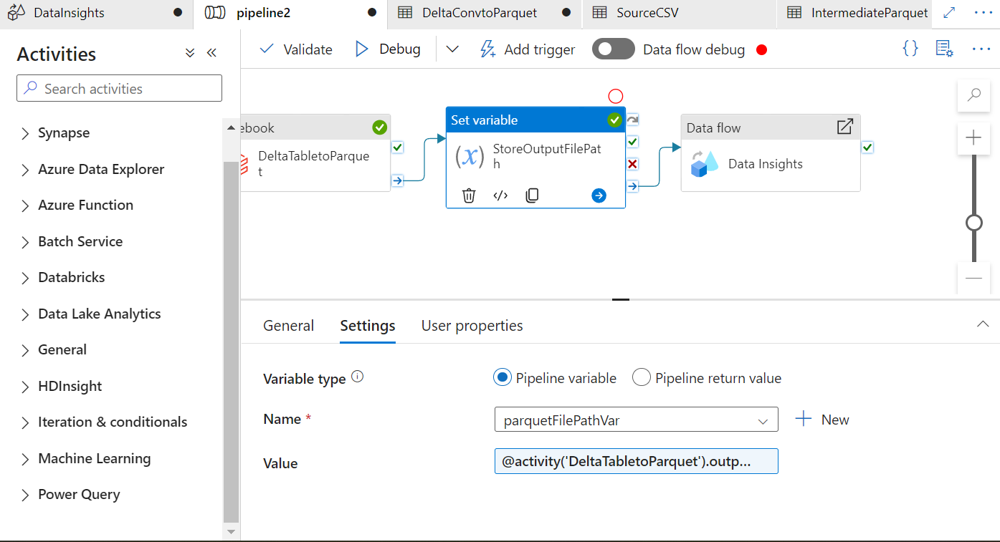 DataInsights
pipeline2
DeltaConvtoParquet
SourceCSV
IntermediateParquet
Activities
Search activities
Synapse
Azure Data Explorer
Azure Function
Batch Service
Databricks
Data Lake Analytics
General
HDInsight
Iteration & conditionals
Machine Learning
Power Query
Validate
Debug
Add trigger
Data flow debug
{}
ebook
DeltaTabletoParque
t
Set variable
(x)
StoreOutputFilePat
h
</>
Data flow
Data Insights
General
Settings
User properties
Variable type
Pipeline variable
Pipeline return value
Name *
parquetFilePathVar
New
Value
@activity('DeltaTabletoParquet').outp...